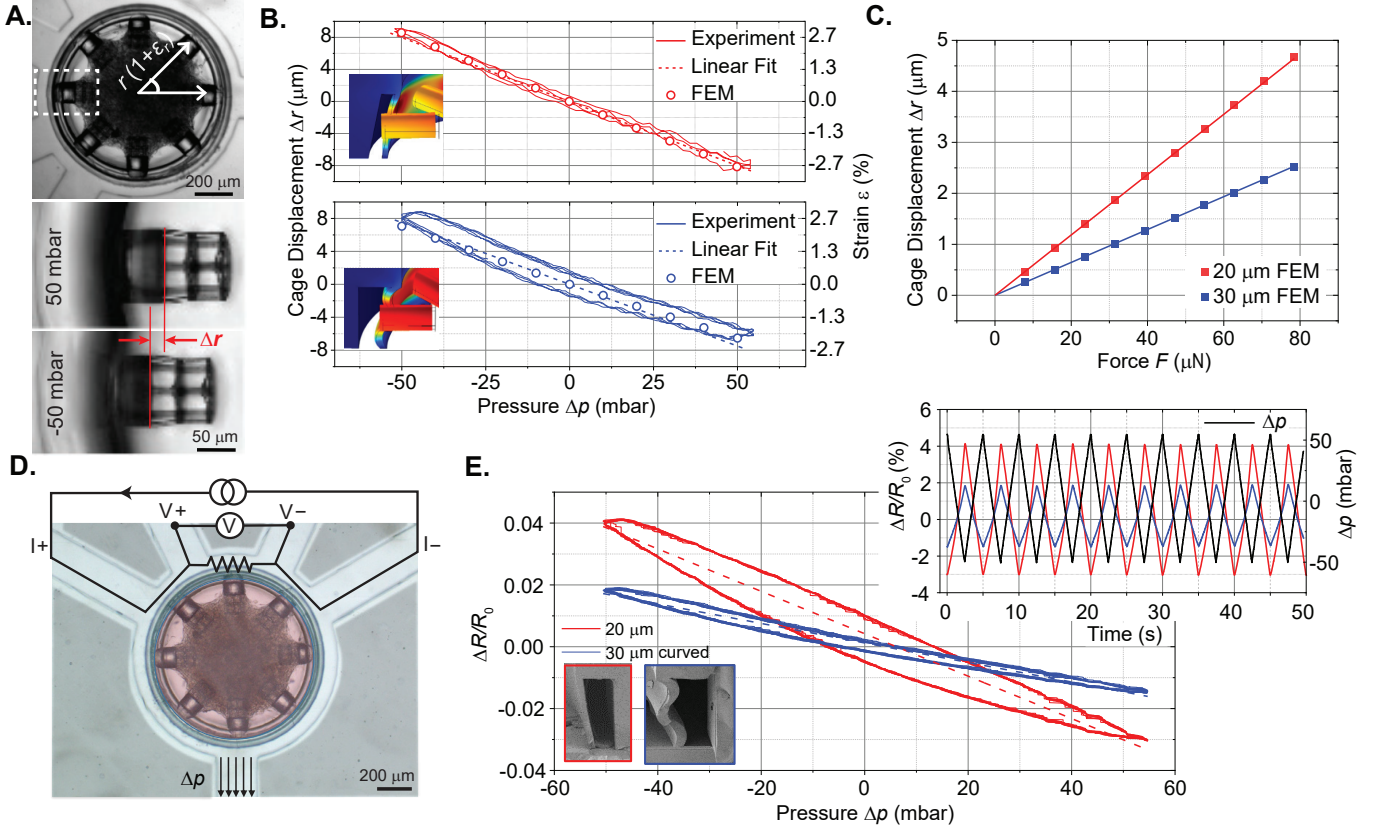 A.
r (1+εr)
200 μm
50 mbar
Δr
-50 mbar
50 μm
B.
8
4
0
-4
-8
2.7
1.3
0.0
-1.3
-2.7
Experiment
Linear Fit
FEM
8
4
0
-4
-8
2.7
1.3
0.0
-1.3
-2.7
Experiment
Linear Fit
FEM
Cage Displacement Δr (μm)
Strain ε (%)
-50
-25
0
25
50
Pressure Δp (mbar)
C.
5
4
3
2
1
0
Cage Displacement Δr (μm)
20 μm FEM
30 μm FEM
0
20
40
60
80
Force F (μN)
D.
V+
V
V−
I+
I−
Δp
200 μm
E.
0.04
0.02
0.00
-0.02
-0.04
ΔR/R0
20 μm
30 μm curved
-60
-40
-20
0
20
40
60
Pressure Δp (mbar)
6
4
2
0
-2
-4
ΔR/R0 (%)
Δp
50
0
-50
Δp (mbar)
0
10
20
30
40
50
Time (s)